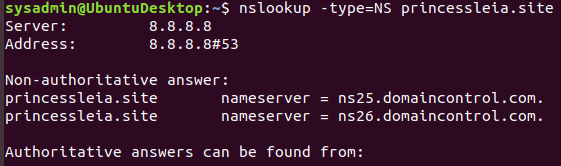 sysadmin@UbuntuDesktop:~$ nslookup -type=NS princessleia.site
Server:         8.8.8.8
Address:        8.8.8.8#53

Non-authoritative answer:
princessleia.site       nameserver = ns25.domaincontrol.com.
princessleia.site       nameserver = ns26.domaincontrol.com.

Authoritative answers can be found from: